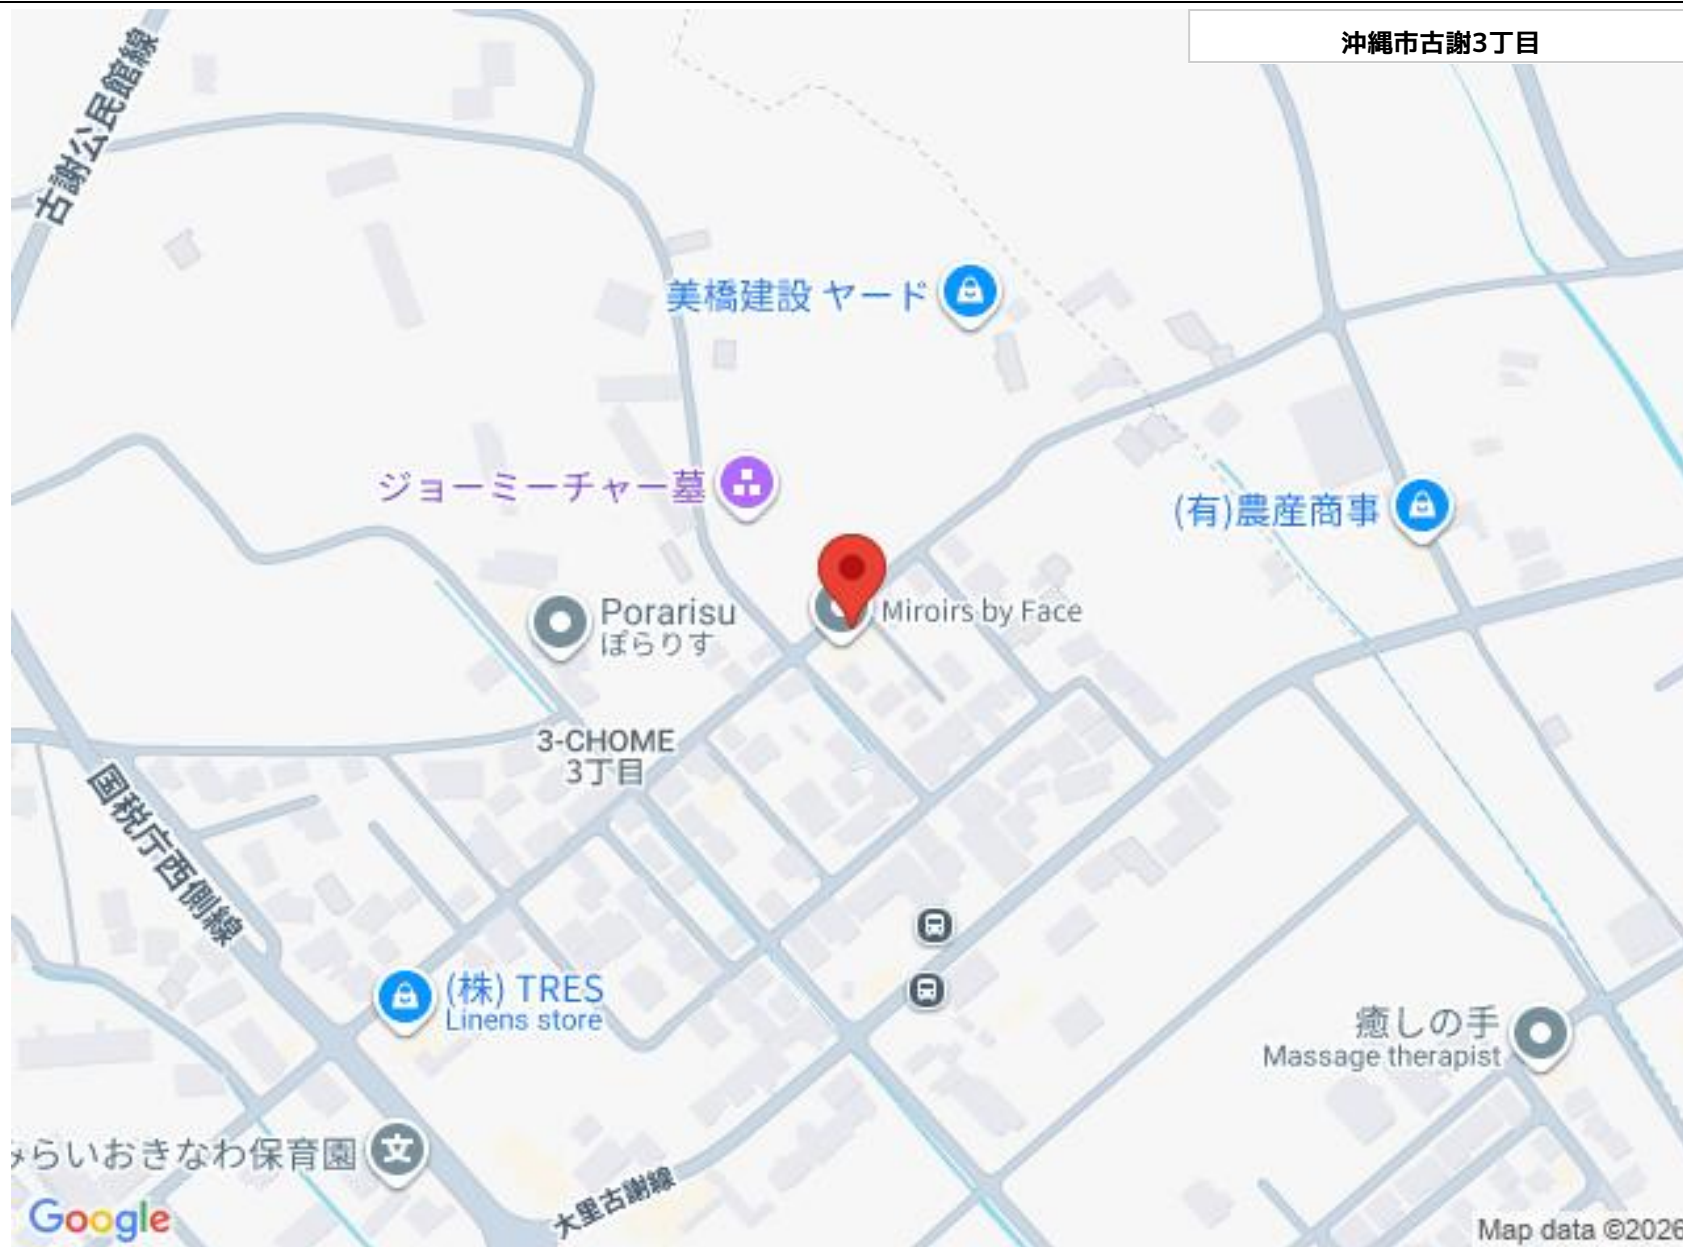 沖縄市古謝3丁目
古謝公民館線
美橋建設 ヤード
ジョーミーチャー墓
(有)農産商事
Porarisu
ぽらりす
Miroirs by Face
3-CHOME
3丁目
国税庁西側線
(株) TRES
Linens store
癒しの手
Massage therapist
みらいおきなわ保育園
文
大里古謝線
Google
Map data ©2026